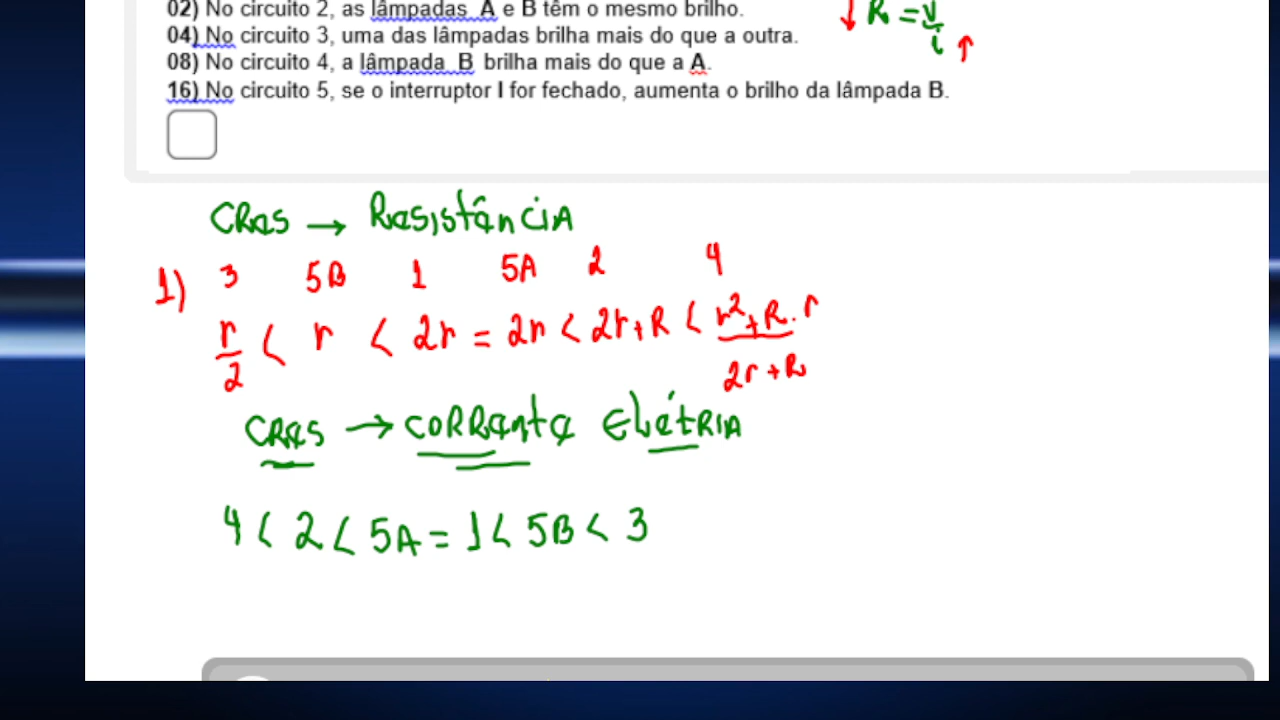 02) No circuito 2, as lâmpadas A e B têm o mesmo brilho.
R = V/i
04) No circuito 3, uma das lâmpadas brilha mais do que a outra.
08) No circuito 4, a lâmpada B brilha mais do que a A.
16) No circuito 5, se o interruptor I for fechado, aumenta o brilho da lâmpada B.
CRes → Resistância
1) 3 5B 1 5A 2 4
r/2 < r < 2r = 2r < 2r+R < r²+R.r/2r+R
CRes → CORRente Elétria
4 < 2 < 5A = 1 < 5B < 3